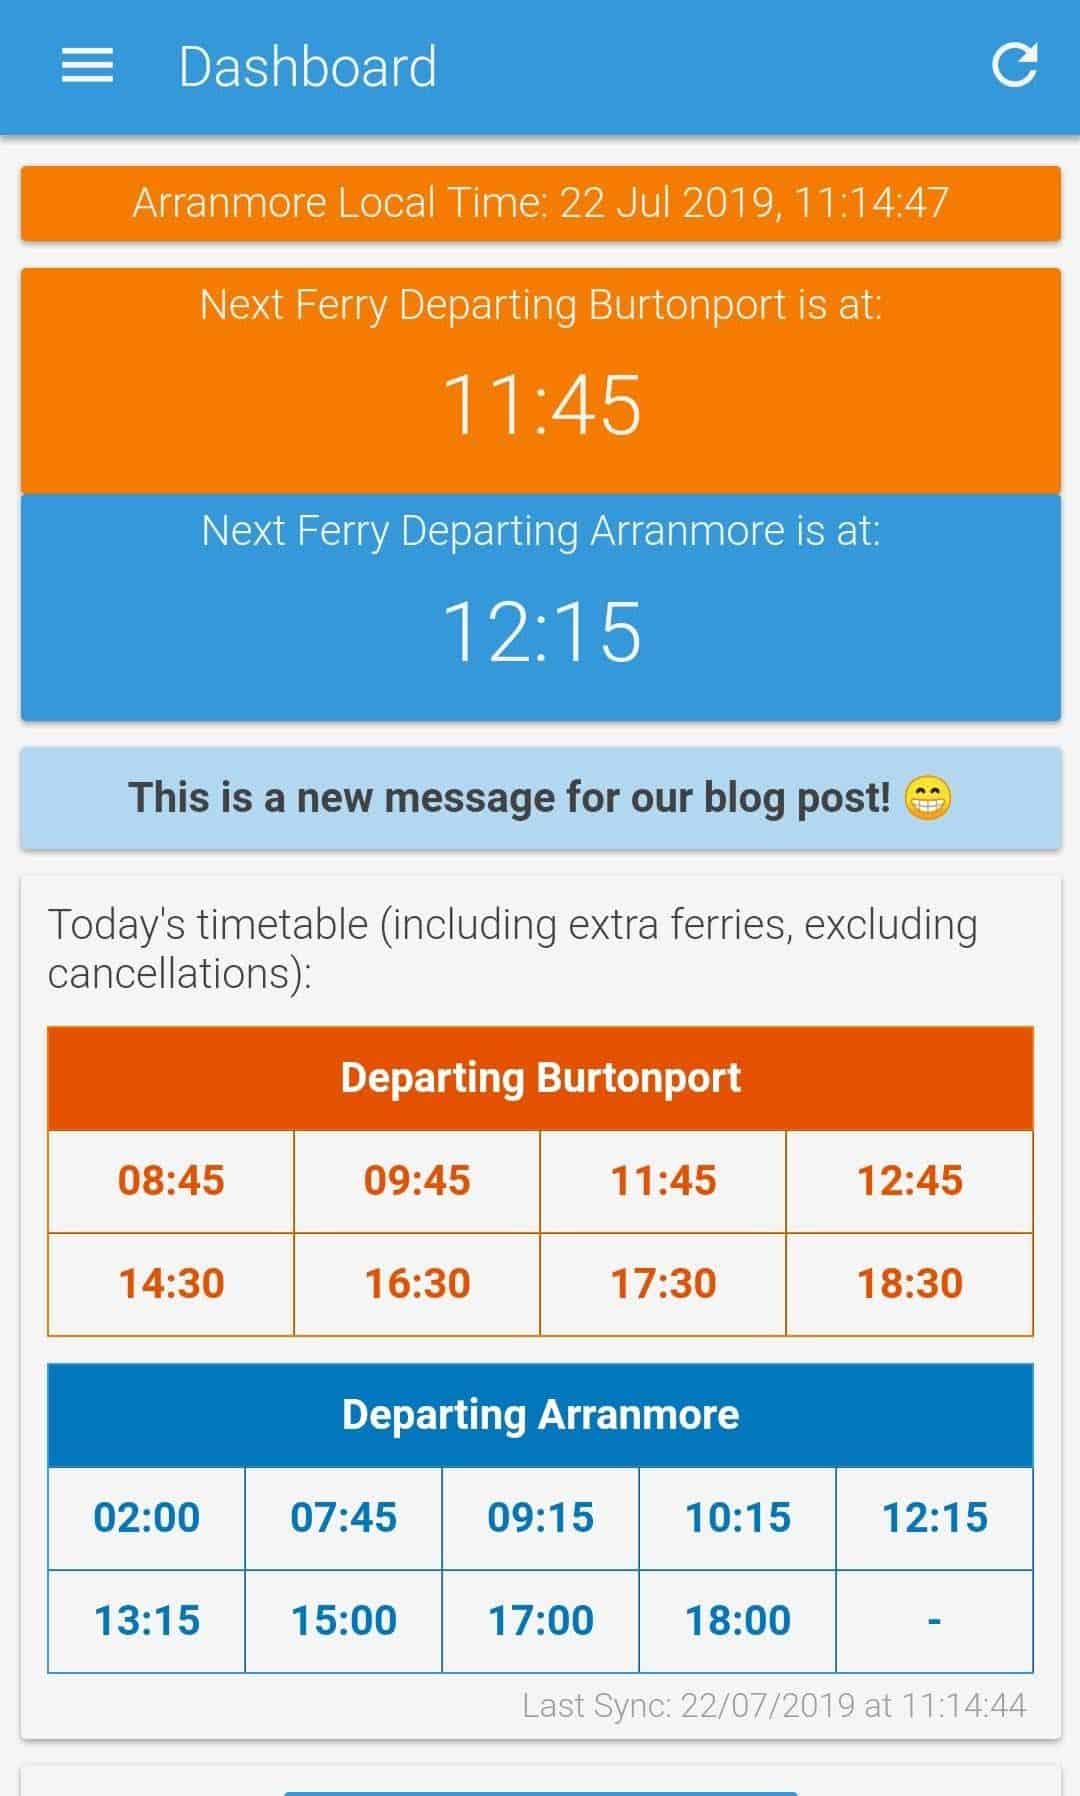 Dashboard
Arranmore Local Time: 22 Jul 2019, 11:14:47
Next Ferry Departing Burtonport is at:
11:45
Next Ferry Departing Arranmore is at:
12:15
This is a new message for our blog post! 😁
Today's timetable (including extra ferries, excluding
cancellations):
Departing Burtonport
08:45 09:45 11:45 12:45
14:30 16:30 17:30 18:30
Departing Arranmore
02:00 07:45 09:15 10:15 12:15
13:15 15:00 17:00 18:00 -
Last Sync: 22/07/2019 at 11:14:44